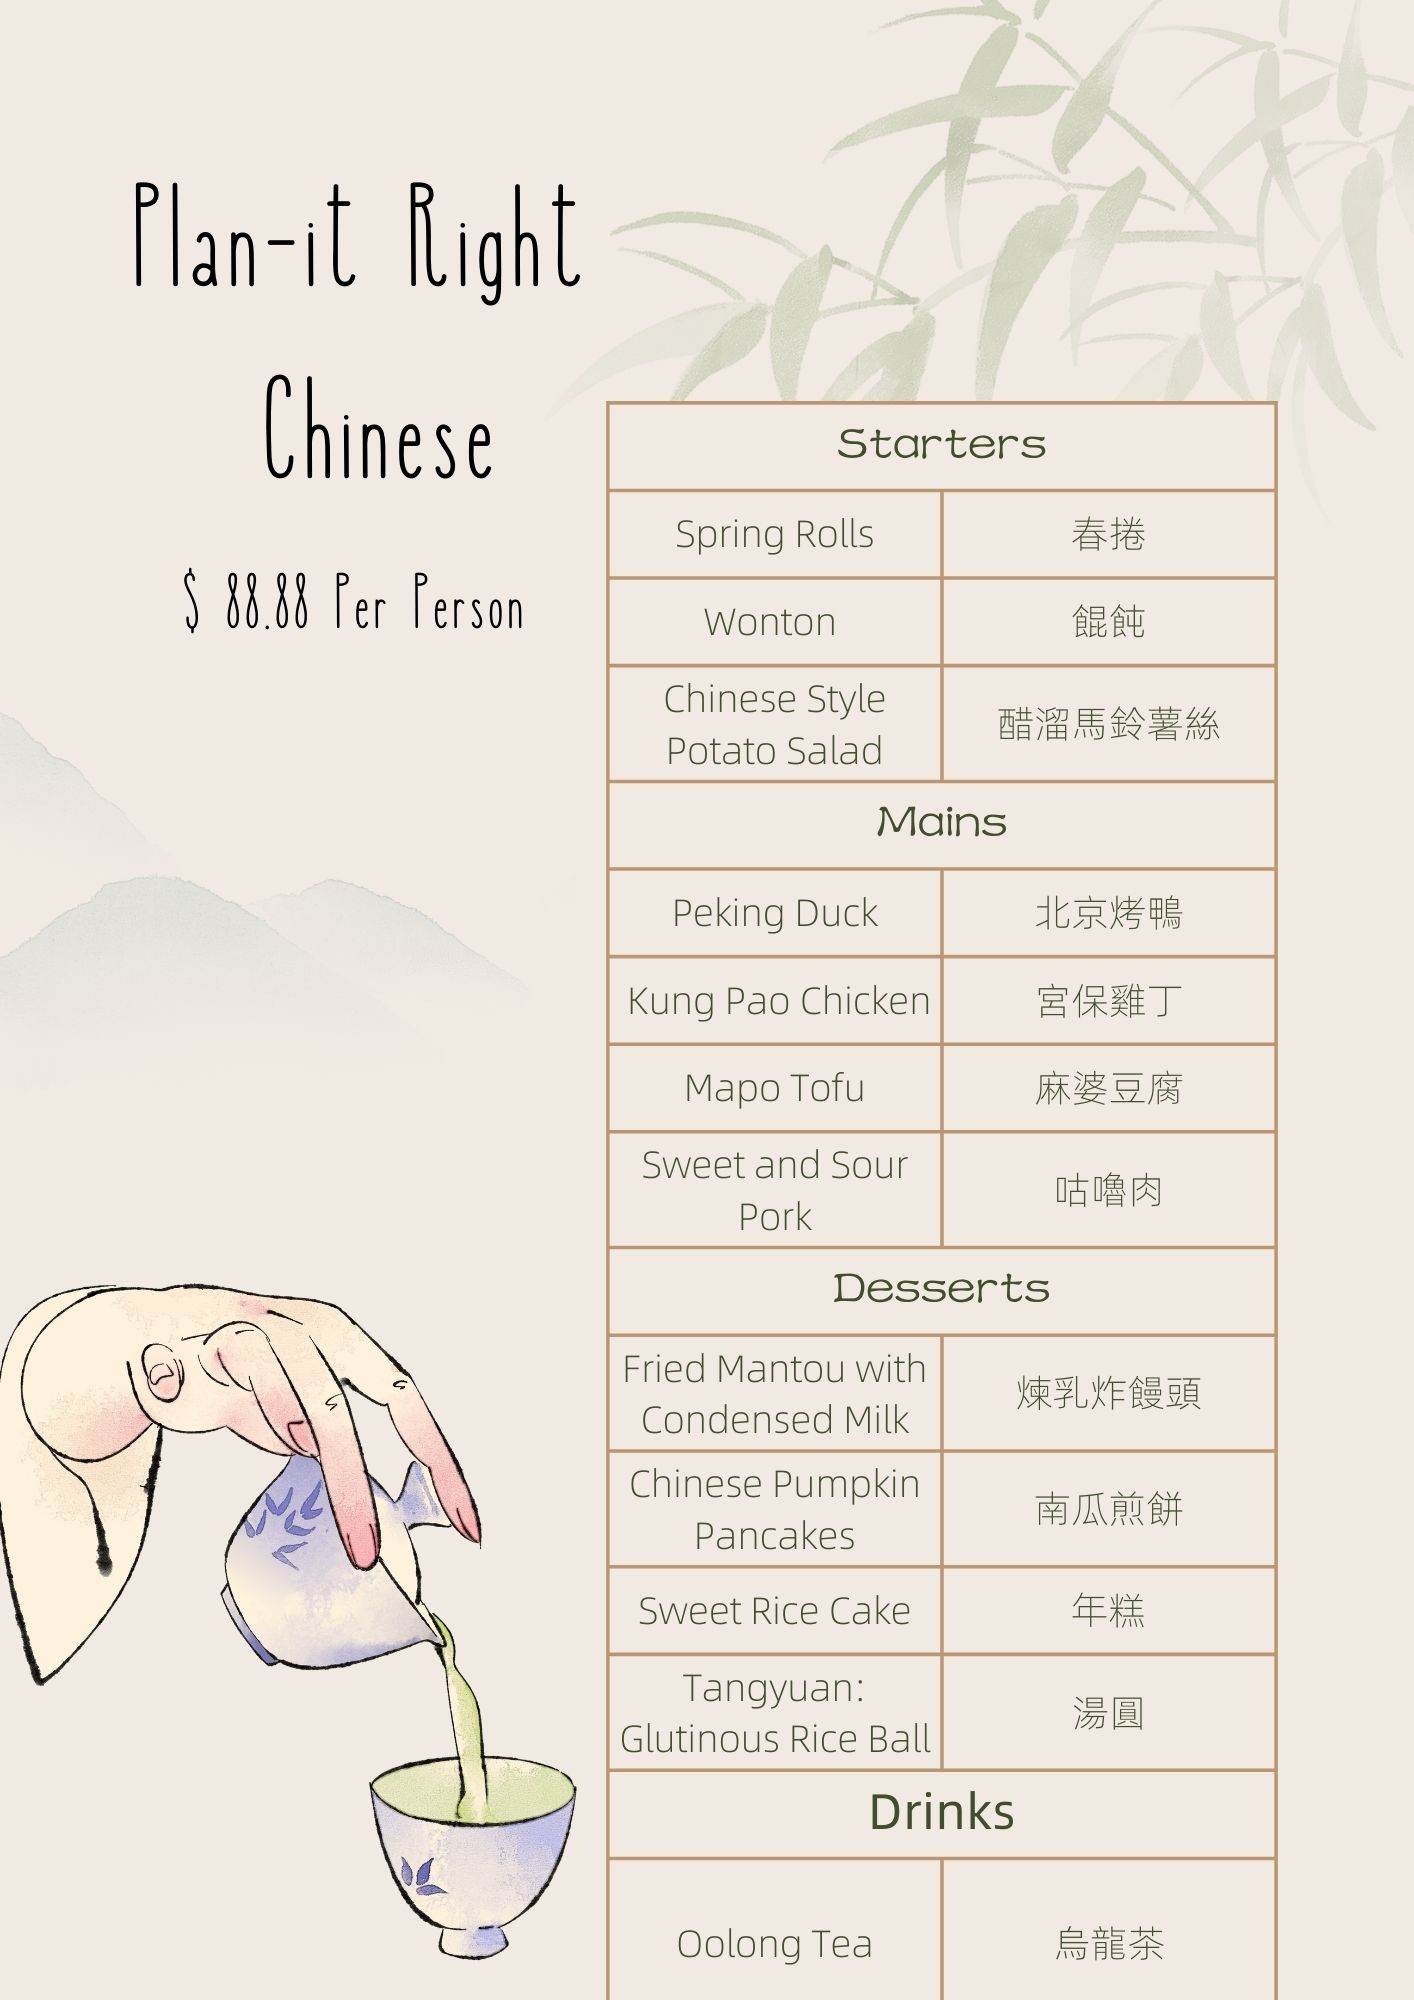 Plan-it Right
Chinese
$ 88.88 Per Person
Starters
Spring Rolls 春捲
Wonton 餛飩
Chinese Style
Potato Salad
醋溜馬鈴薯絲
Mains
Peking Duck 北京烤鴨
Kung Pao Chicken 宮保雞丁
Mapo Tofu 麻婆豆腐
Sweet and Sour
Pork
咕嚕肉
Desserts
Fried Mantou with
Condensed Milk
煉乳炸饅頭
Chinese Pumpkin
Pancakes
南瓜煎餅
Sweet Rice Cake 年糕
Tangyuan:
Glutinous Rice Ball
湯圓
Drinks
Oolong Tea 烏龍茶